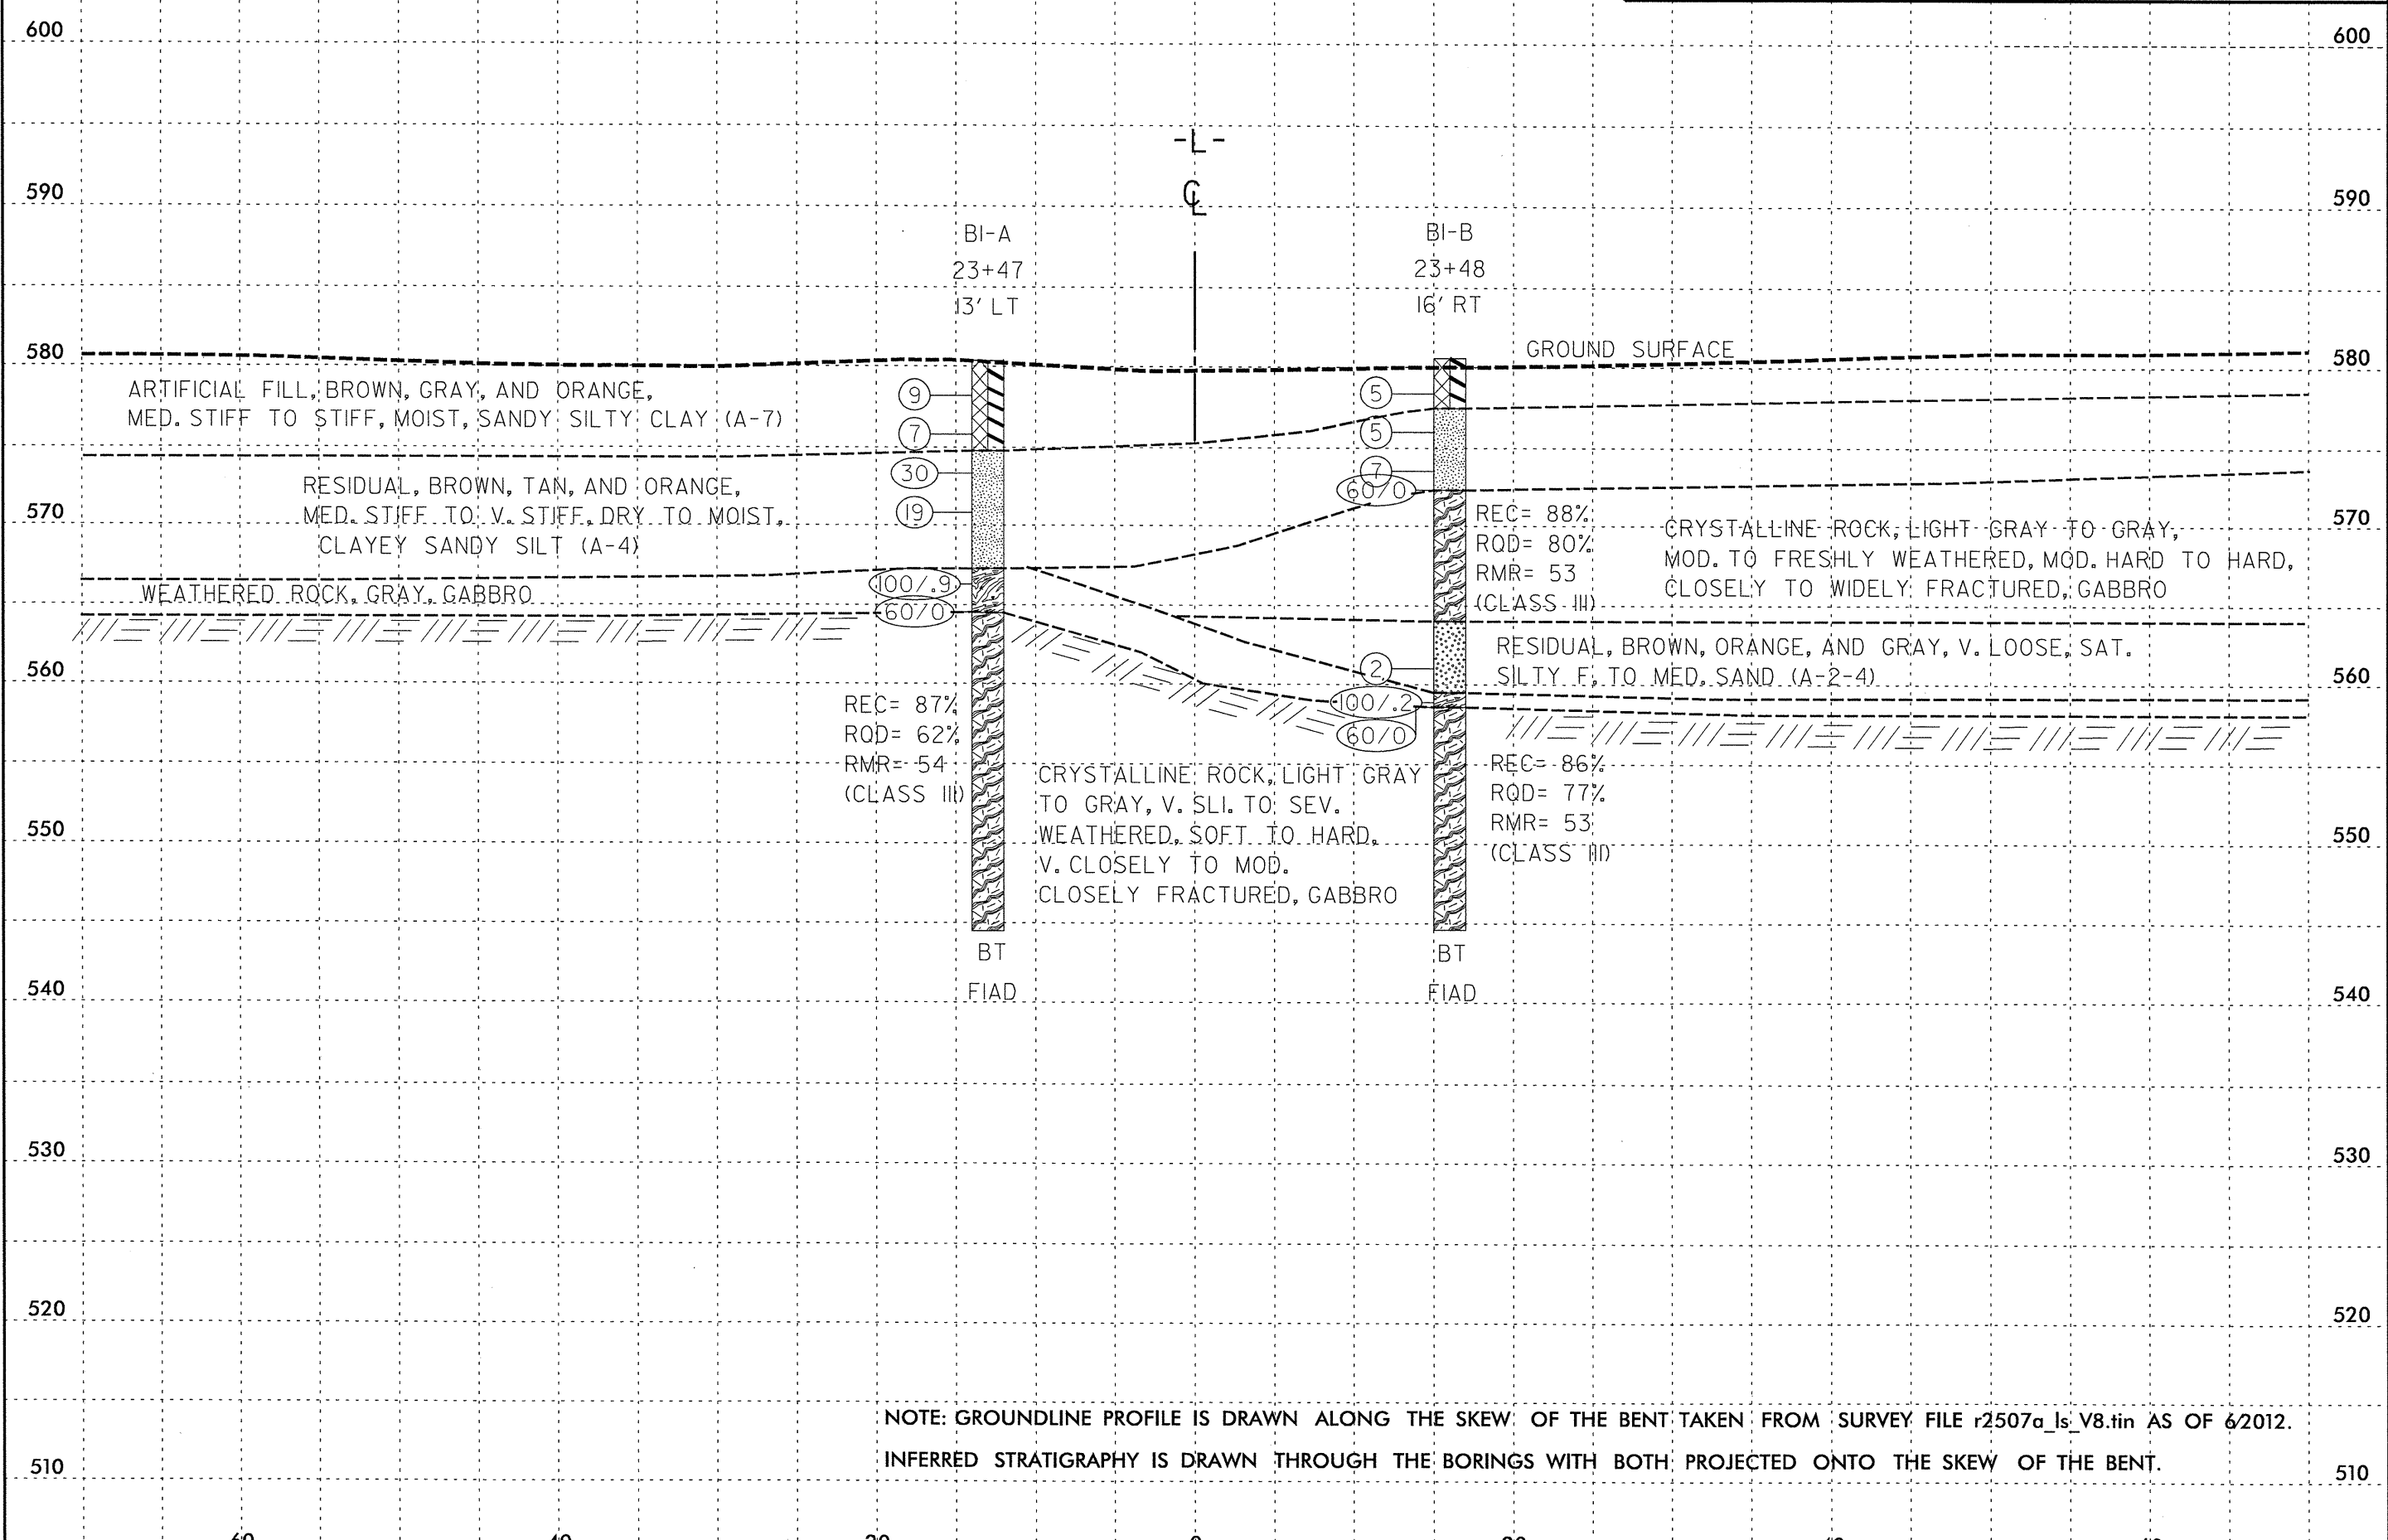 600 600
-L-
CL
590 590
B1-A B1-B
23+47 23+48
13' LT 16' RT
580 580
GROUND SURFACE
ARTIFICIAL FILL, BROWN, GRAY, AND ORANGE,
MED. STIFF TO STIFF, MOIST, SANDY SILTY CLAY (A-7)
9
7
5
5
RESIDUAL, BROWN, TAN, AND ORANGE,
MED. STIFF TO V. STIFF, DRY TO MOIST,
CLAYEY SANDY SILT (A-4)
30
19
7
60/0
570 570
REC= 88%
RQD= 80%
RMR= 53
(CLASS III)
CRYSTALLINE ROCK, LIGHT GRAY TO GRAY,
MOD. TO FRESHLY WEATHERED, MOD. HARD TO HARD,
CLOSELY TO WIDELY FRACTURED, GABBRO
WEATHERED ROCK, GRAY, GABBRO
100/.9
60/0
RESIDUAL, BROWN, ORANGE, AND GRAY, V. LOOSE, SAT.
SILTY F. TO MED. SAND (A-2-4)
2
100/.2
60/0
560 560
REC= 87%
RQD= 62%
RMR= 54
(CLASS III)
CRYSTALLINE ROCK, LIGHT GRAY
TO GRAY, V. SLI. TO SEV.
WEATHERED, SOFT TO HARD,
V. CLOSELY TO MOD.
CLOSELY FRACTURED, GABBRO
REC= 86%
RQD= 77%
RMR= 53
(CLASS III)
550 550
BT BT
FIAD FIAD
540 540
530 530
520 520
NOTE: GROUNDLINE PROFILE IS DRAWN ALONG THE SKEW OF THE BENT TAKEN FROM SURVEY FILE r2507a_ls_V8.tin AS OF 6/2012.
INFERRED STRATIGRAPHY IS DRAWN THROUGH THE BORINGS WITH BOTH PROJECTED ONTO THE SKEW OF THE BENT.
510 510